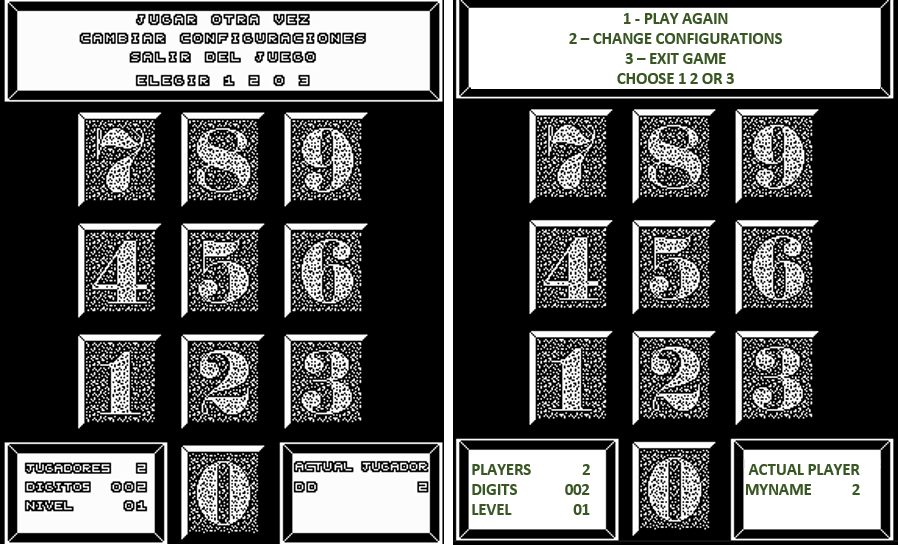 JUGAR OTRA VEZ
CAMBIAR CONFIGURACIONES
SALIR DEL JUEGO
ELEGIR 1 2 O 3
7 8 9
4 5 6
1 2 3
0
JUGADORES 2
DIGITOS 002
NIVEL 01
ACTUAL JUGADOR
DD 2
1 - PLAY AGAIN
2 – CHANGE CONFIGURATIONS
3 – EXIT GAME
CHOOSE 1 2 OR 3
7 8 9
4 5 6
1 2 3
0
PLAYERS 2
DIGITS 002
LEVEL 01
ACTUAL PLAYER
MYNAME 2